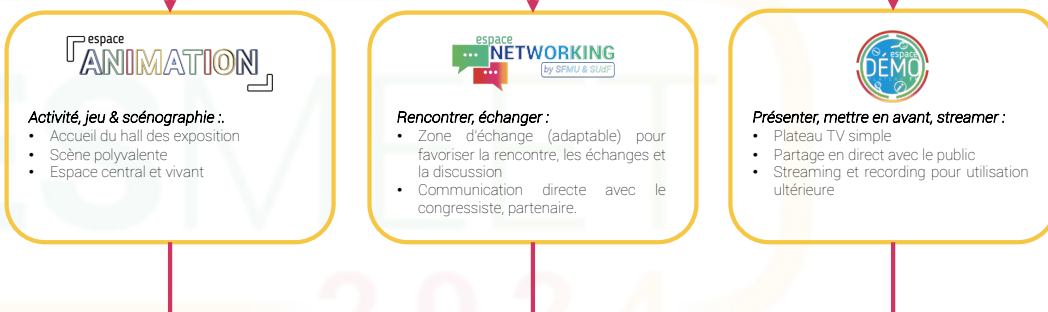 espace
ANIMATION
Activité, jeu & scénographie :.
• Accueil du hall des exposition
• Scène polyvalente
• Espace central et vivant
espace
NETWORKING
by SFMU & SUdF
Rencontrer, échanger :
• Zone d'échange (adaptable) pour
favoriser la rencontre, les échanges et
la discussion
• Communication directe avec le
congressiste, partenaire.
espace
DÉMO
Présenter, mettre en avant, streamer :
• Plateau TV simple
• Partage en direct avec le public
• Streaming et recording pour utilisation
ultérieure
2024